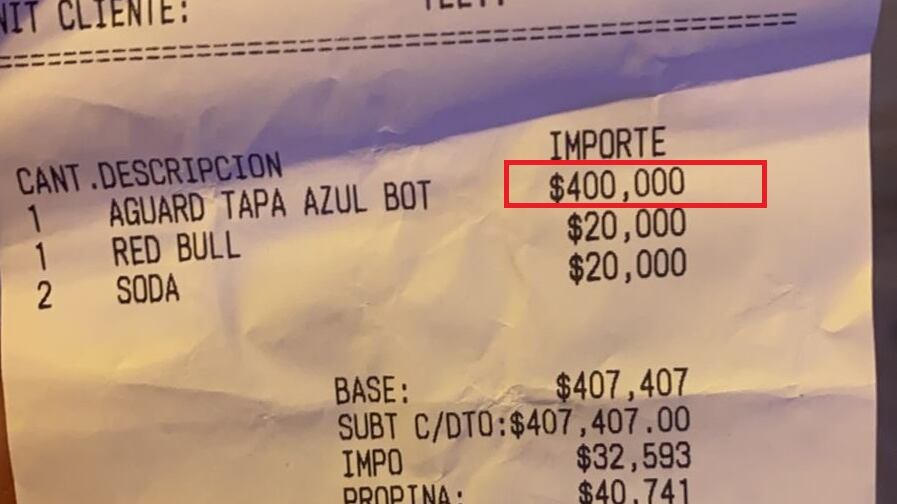 NIT CLIENTE:
================================================
IMPORTE
CANT.DESCRIPCION
1 AGUARD TAPA AZUL BOT $400,000
1 RED BULL $20,000
2 SODA $20,000
BASE: $407,407
SUBT C/DTO:$407,407.00
IMPO $32,593
PROPINA: $40,741